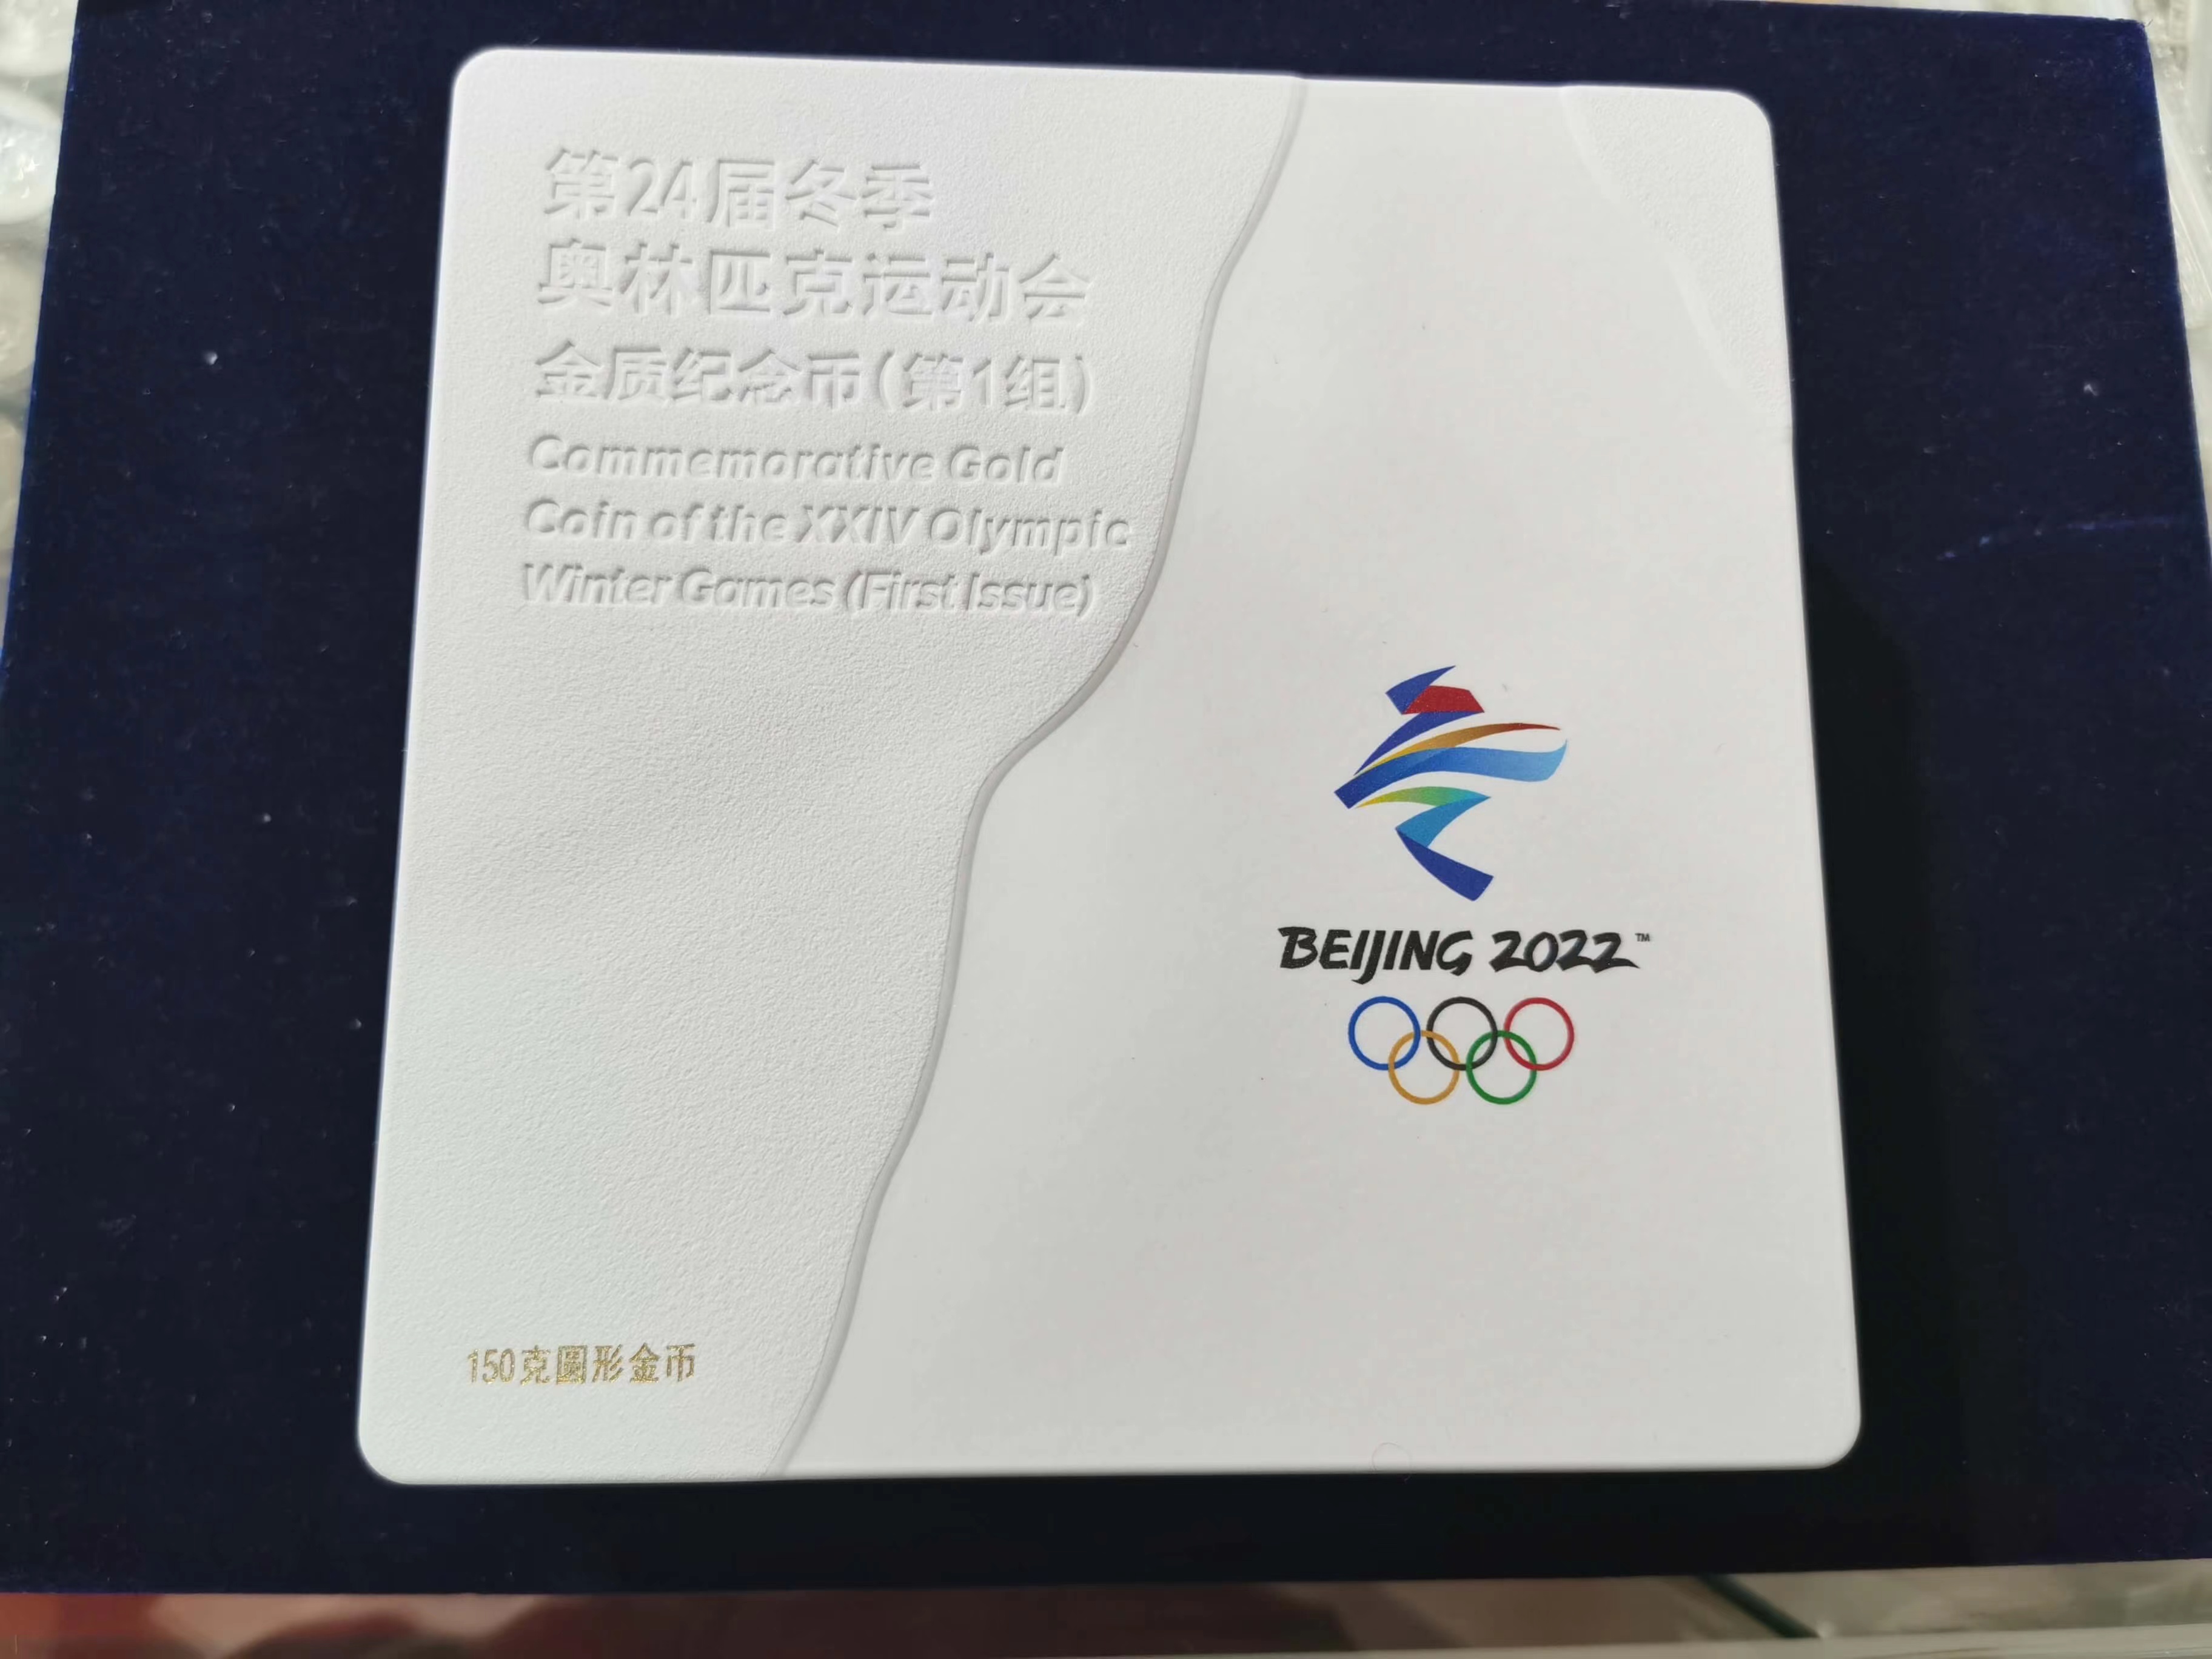 第24届冬季
奥林匹克运动会
金质纪念币(第1组)
Commemorative Gold
Coin of the XXIV Olympic
Winter Games (First Issue)
BEIJING 2022™
150克圆形金币